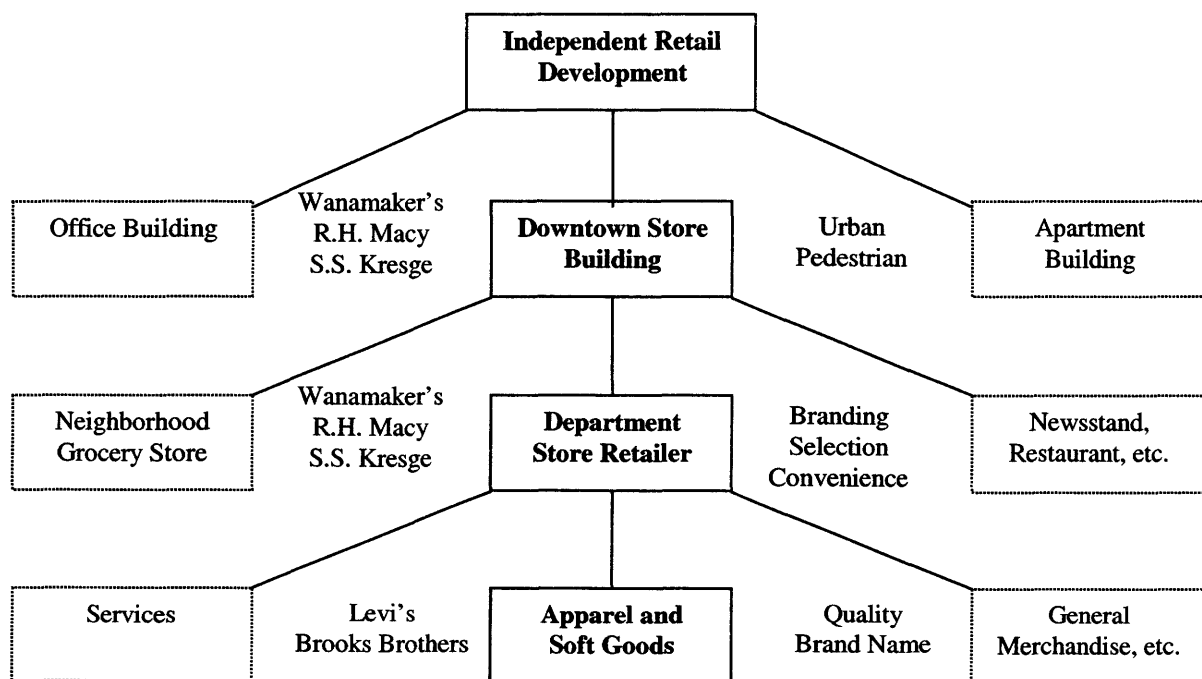 Independent Retail
Development
Office Building
Wanamaker's
R.H. Macy
S.S. Kresge
Downtown Store
Building
Urban
Pedestrian
Apartment
Building
Neighborhood
Grocery Store
Wanamaker's
R.H. Macy
S.S. Kresge
Department
Store Retailer
Branding
Selection
Convenience
Newsstand,
Restaurant, etc.
Services
Levi's
Brooks Brothers
Apparel and
Soft Goods
Quality
Brand Name
General
Merchandise, etc.